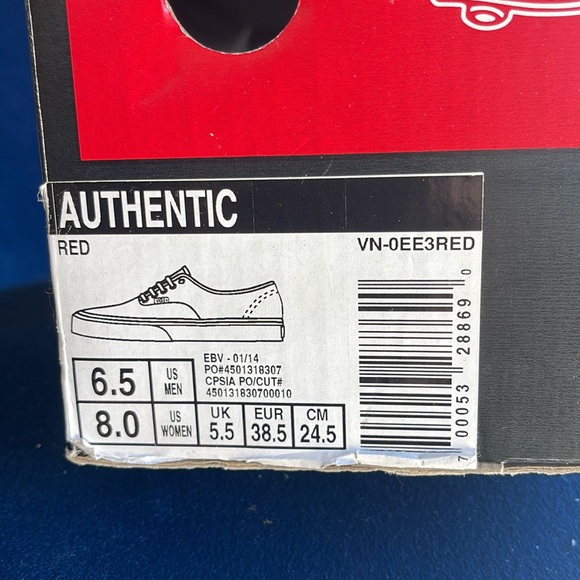 AUTHENTIC
RED VN-0EE3RED
EBV - 01/14
PO#4501318307
CPSIA PO/CUT#
450131830700010
6.5 US MEN
8.0 US WOMEN UK 5.5 EUR 38.5 CM 24.5
7 00053 28869 0